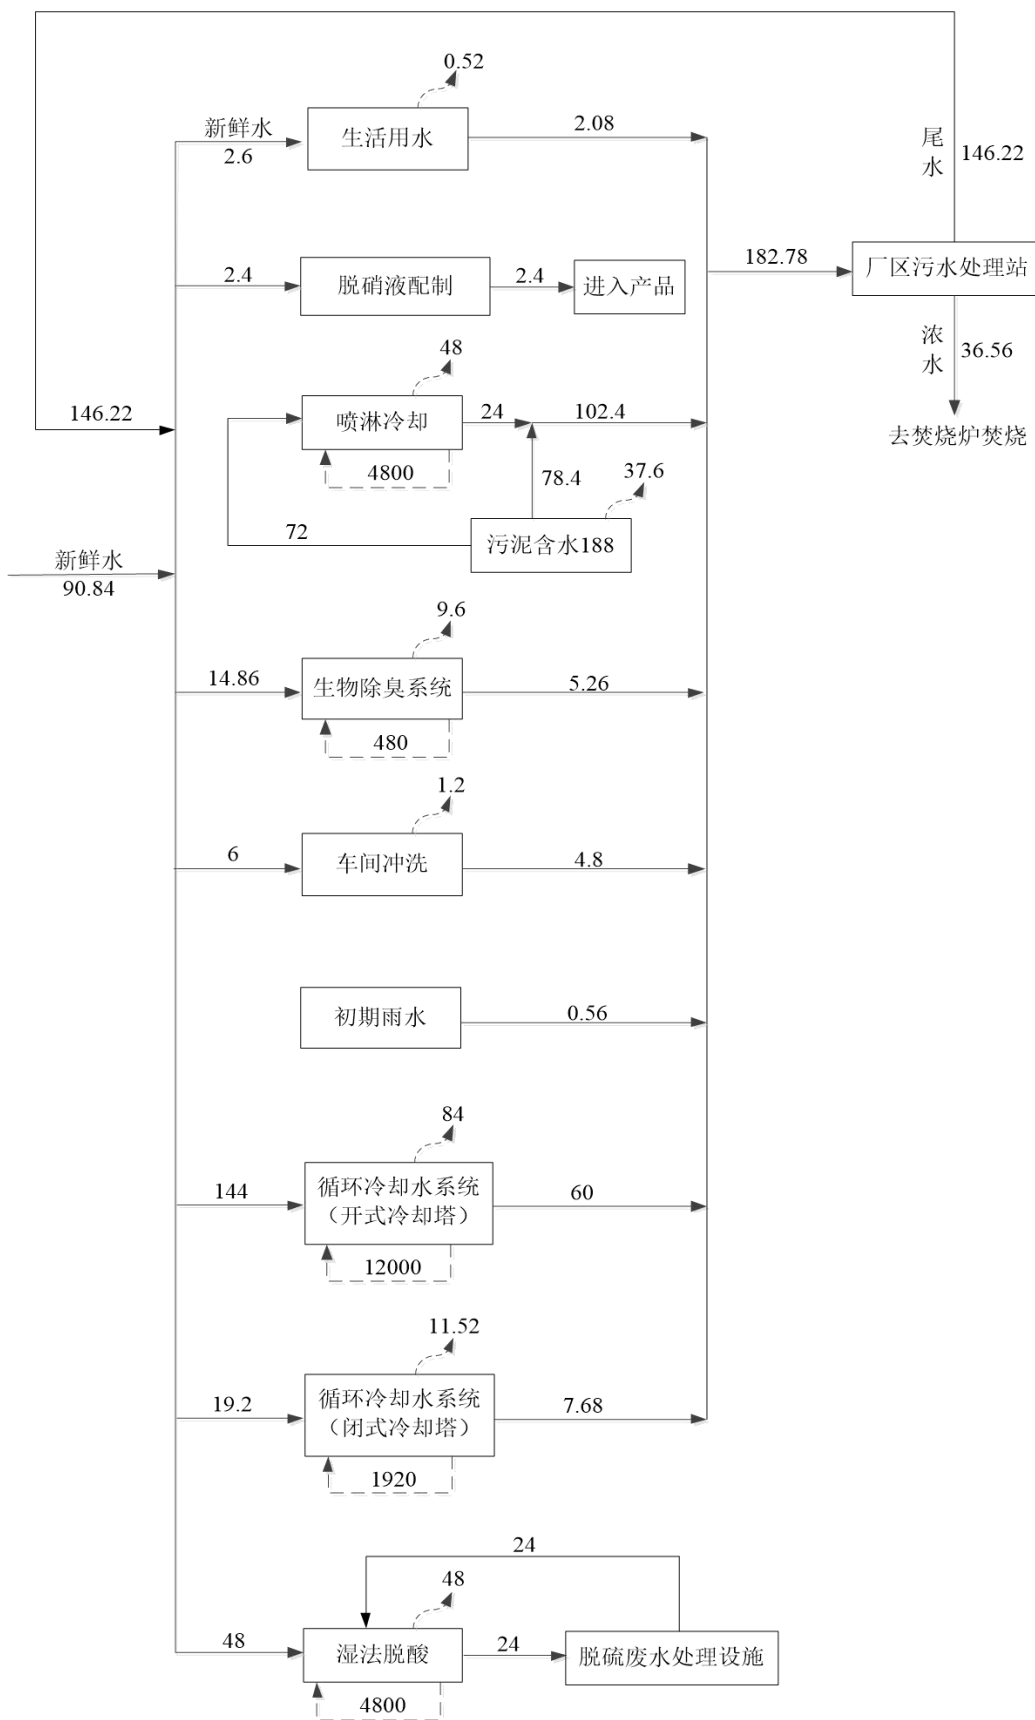 0.52
新鲜水
2.6
生活用水
2.08
尾水
146.22
182.78
厂区污水处理站
2.4
脱硝液配制
2.4
进入产品
浓水
36.56
去焚烧炉焚烧
48
146.22
喷淋冷却
24
102.4
4800
78.4
37.6
72
污泥含水188
新鲜水
90.84
9.6
14.86
生物除臭系统
5.26
480
1.2
6
车间冲洗
4.8
初期雨水
0.56
84
144
循环冷却水系统
（开式冷却塔）
60
12000
11.52
19.2
循环冷却水系统
（闭式冷却塔）
7.68
1920
24
48
48
湿法脱酸
24
脱硫废水处理设施
4800